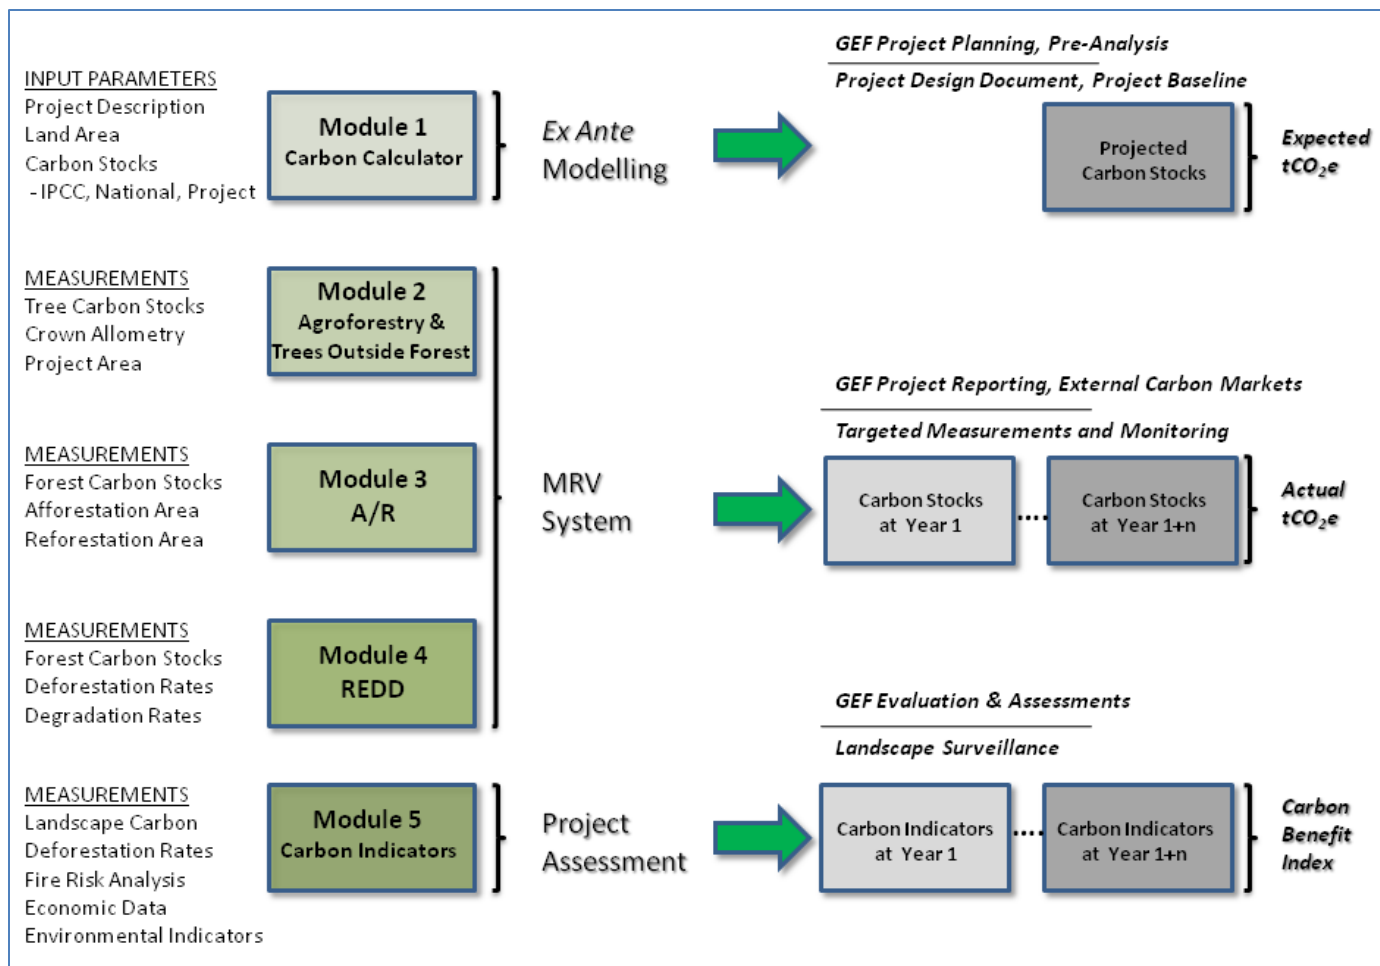 INPUT PARAMETERS
Project Description
Land Area
Carbon Stocks
- IPCC, National, Project
Module 1
Carbon Calculator
Ex Ante
Modelling
GEF Project Planning, Pre-Analysis
Project Design Document, Project Baseline
Projected
Carbon Stocks
Expected
tCO₂e
MEASUREMENTS
Tree Carbon Stocks
Crown Allometry
Project Area
Module 2
Agroforestry &
Trees Outside Forest
MEASUREMENTS
Forest Carbon Stocks
Afforestation Area
Reforestation Area
Module 3
A/R
MRV
System
GEF Project Reporting, External Carbon Markets
Targeted Measurements and Monitoring
Carbon Stocks
at Year 1
....
Carbon Stocks
at Year 1+n
Actual
tCO₂e
MEASUREMENTS
Forest Carbon Stocks
Deforestation Rates
Degradation Rates
Module 4
REDD
MEASUREMENTS
Landscape Carbon
Deforestation Rates
Fire Risk Analysis
Economic Data
Environmental Indicators
Module 5
Carbon Indicators
Project
Assessment
GEF Evaluation & Assessments
Landscape Surveillance
Carbon Indicators
at Year 1
....
Carbon Indicators
at Year 1+n
Carbon
Benefit
Index